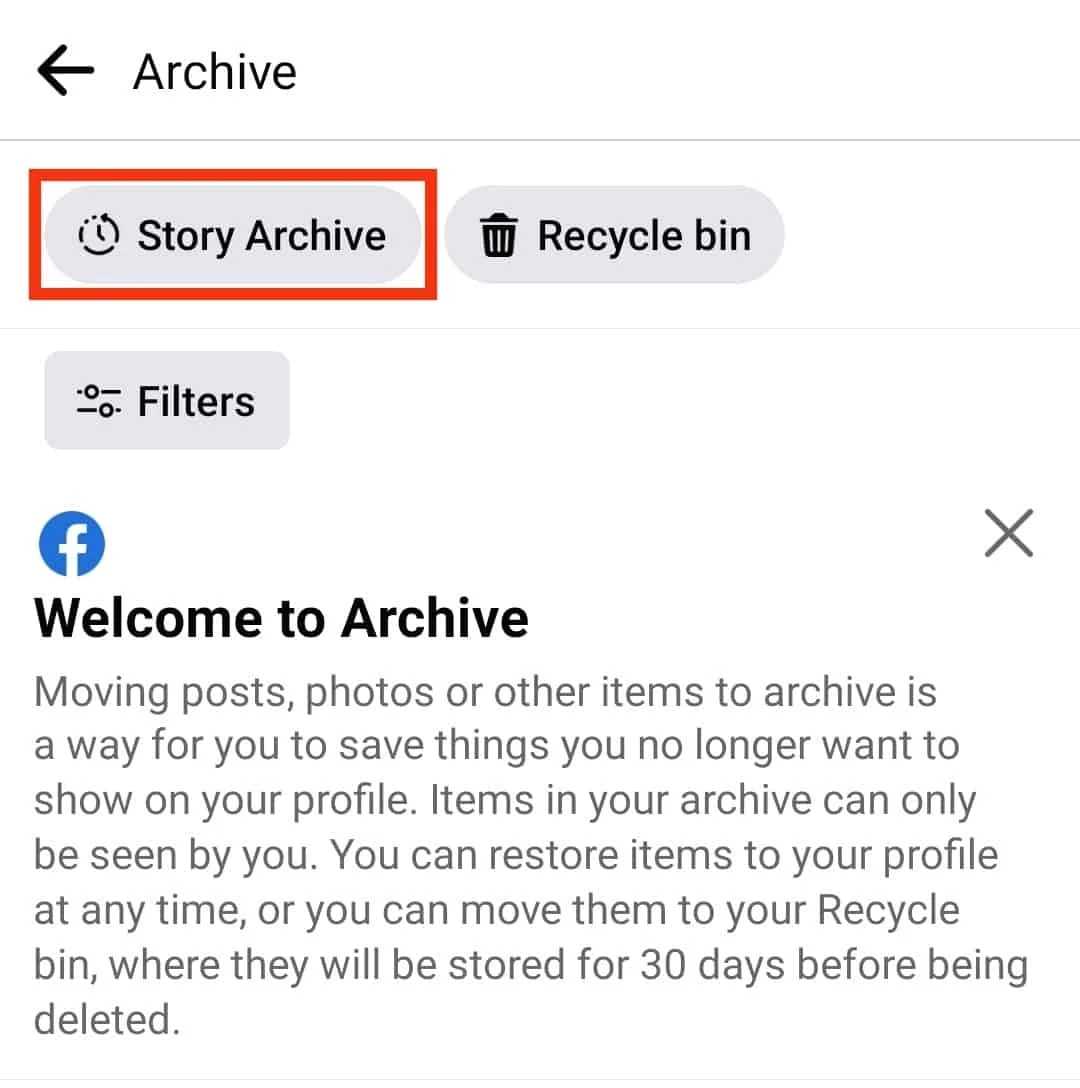 Archive
Story Archive
Recycle bin
Filters
Welcome to Archive
Moving posts, photos or other items to archive is
a way for you to save things you no longer want to
show on your profile. Items in your archive can only
be seen by you. You can restore items to your profile
at any time, or you can move them to your Recycle
bin, where they will be stored for 30 days before being
deleted.